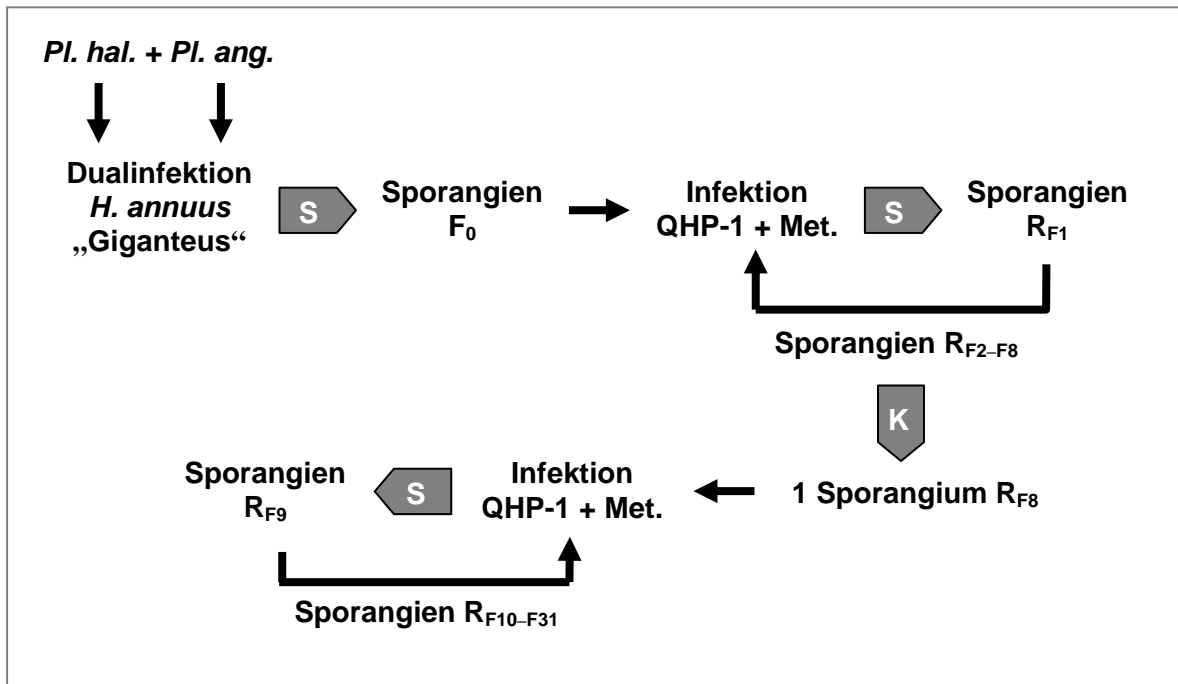 Pl. hal. + Pl. ang.
Dualinfektion
H. annuus
„Giganteus“
S
Sporangien
F0
Infektion
QHP-1 + Met.
S
Sporangien
RF1
Sporangien RF2–F8
K
1 Sporangium RF8
Infektion
QHP-1 + Met.
S
Sporangien
RF9
Sporangien RF10–F31